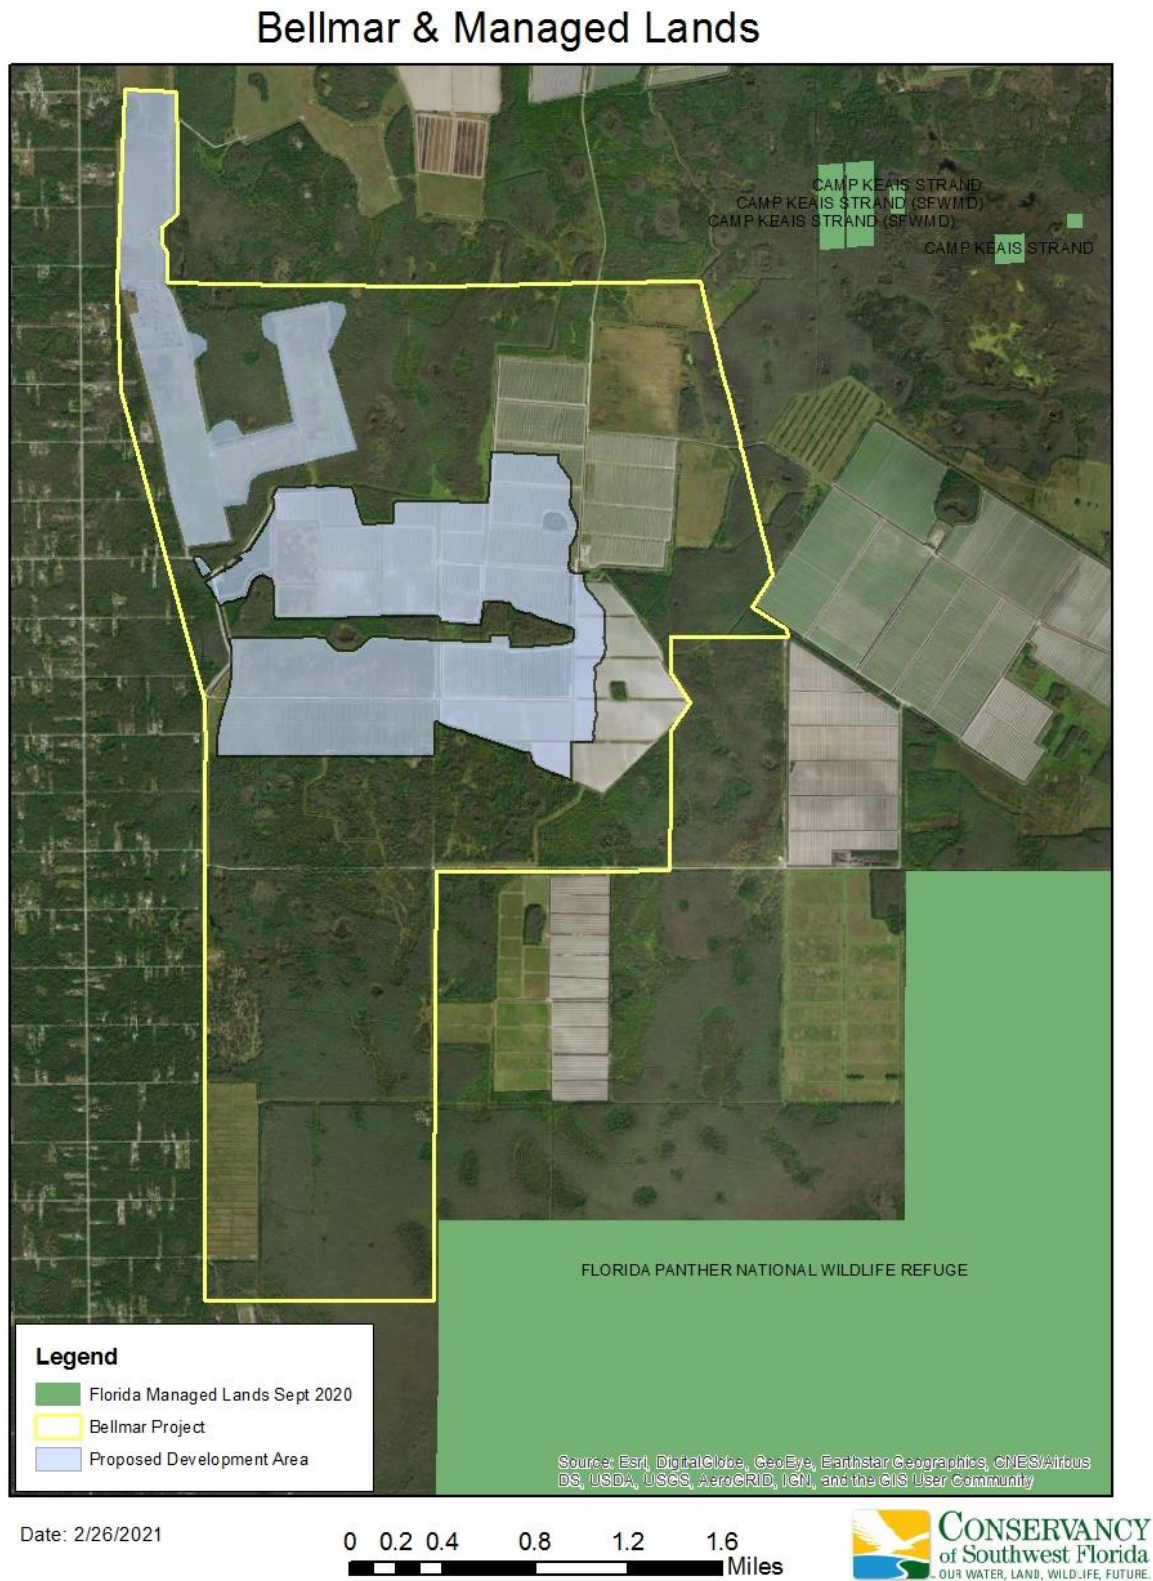 Bellmar & Managed Lands
CAMP KEAIS STRAND
CAMP KEAIS STRAND (SFWMD)
CAMP KEAIS STRAND (SFWMD)
CAMP KEAIS STRAND
FLORIDA PANTHER NATIONAL WILDLIFE REFUGE
Legend
Florida Managed Lands Sept 2020
Bellmar Project
Proposed Development Area
Source: Esri, DigitalGlobe, GeoEye, Earthstar Geographics, CNES/Airbus
DS, USDA, USGS, AeroGRID, IGN, and the GIS User Community
Date: 2/26/2021
0 0.2 0.4 0.8 1.2 1.6
Miles
CONSERVANCY
of Southwest Florida
OUR WATER, LAND, WILDLIFE, FUTURE.